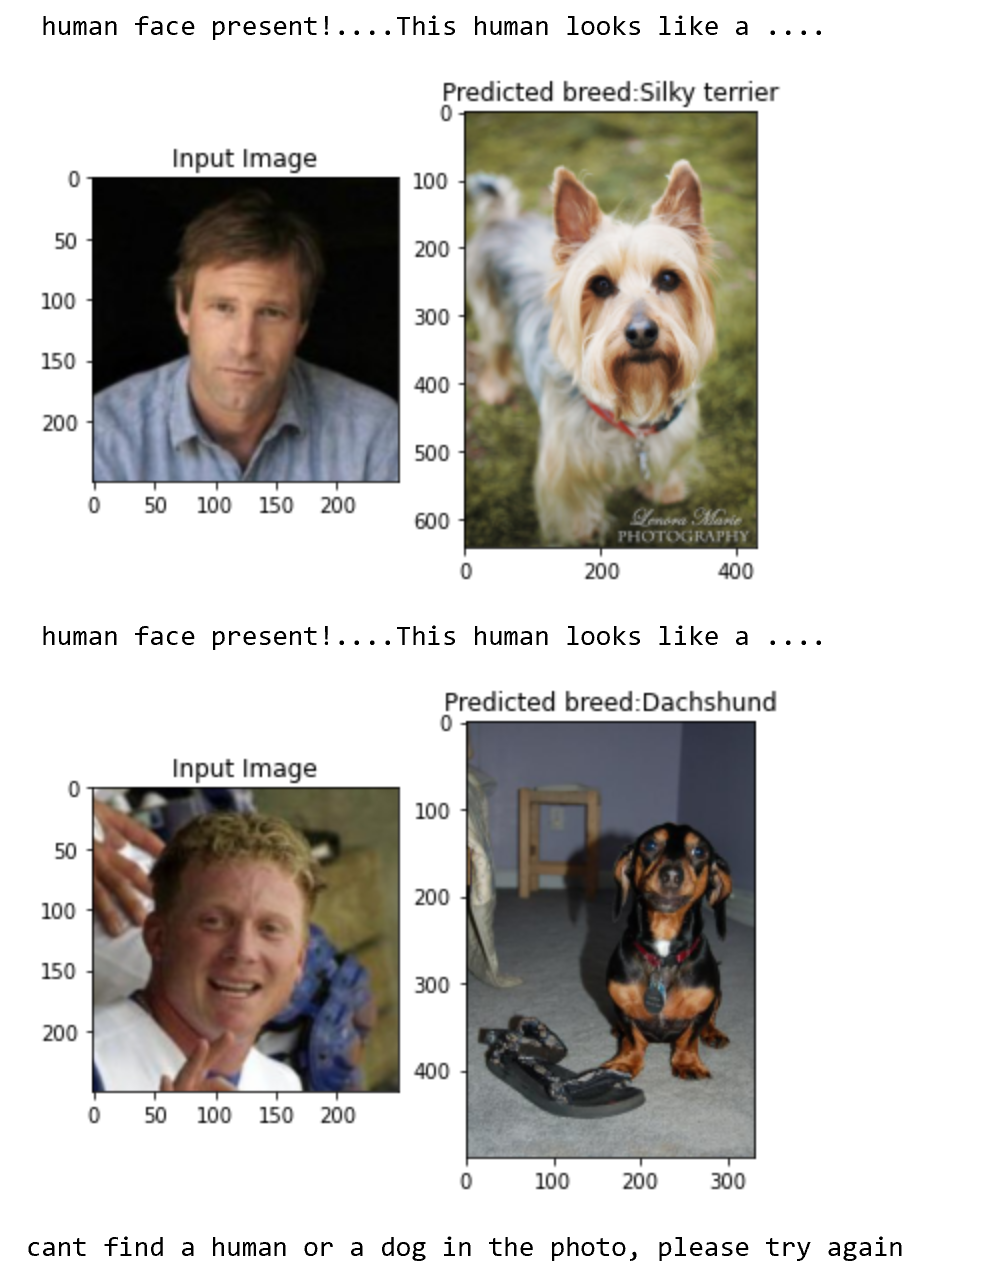 human face present!....This human looks like a ....
Predicted breed:Silky terrier
Input Image
0
50
100
150
200
0 50 100 150 200
0
100
200
300
400
500
600
0 200 400
Lenora Marie
PHOTOGRAPHY
human face present!....This human looks like a ....
Predicted breed:Dachshund
Input Image
0
50
100
150
200
0 50 100 150 200
0
100
200
300
400
0 100 200 300
cant find a human or a dog in the photo, please try again